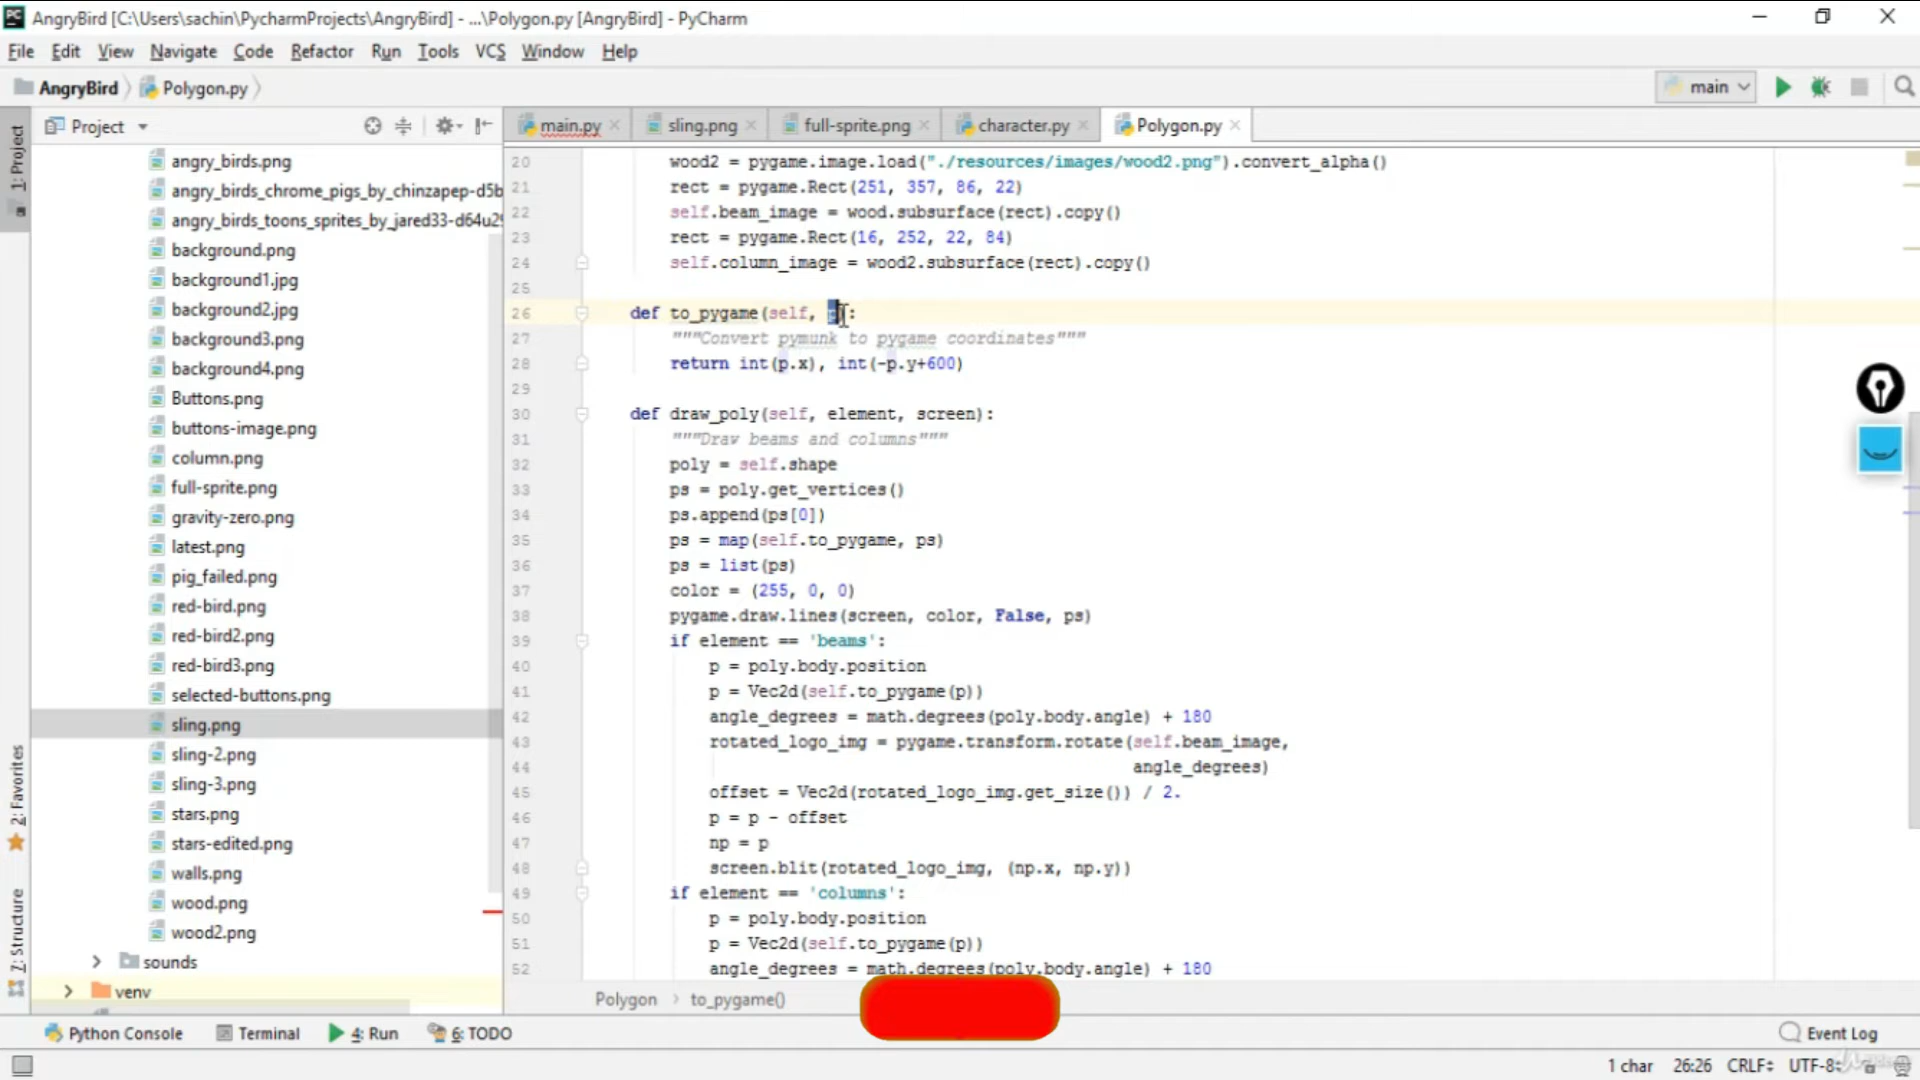 AngryBird [C:\Users\sachin\PycharmProjects\AngryBird] - ...\Polygon.py [AngryBird] - PyCharm
File Edit View Navigate Code Refactor Run Tools VCS Window Help
AngryBird Polygon.py main
Project main.py sling.png full-sprite.png character.py Polygon.py
1: Project
angry_birds.png
angry_birds_chrome_pigs_by_chinzapep-d5b
angry_birds_toons_sprites_by_jared33-d64u29
background.png
background1.jpg
background2.jpg
background3.png
background4.png
Buttons.png
buttons-image.png
column.png
full-sprite.png
gravity-zero.png
latest.png
pig_failed.png
red-bird.png
red-bird2.png
red-bird3.png
selected-buttons.png
sling.png
sling-2.png
sling-3.png
stars.png
stars-edited.png
walls.png
wood.png
wood2.png
sounds
venv
2: Favorites
7: Structure
20 wood2 = pygame.image.load("./resources/images/wood2.png").convert_alpha()
21 rect = pygame.Rect(251, 357, 86, 22)
22 self.beam_image = wood.subsurface(rect).copy()
23 rect = pygame.Rect(16, 252, 22, 84)
24 self.column_image = wood2.subsurface(rect).copy()
25
26 def to_pygame(self, p):
27 """Convert pymunk to pygame coordinates"""
28 return int(p.x), int(-p.y+600)
29
30 def draw_poly(self, element, screen):
31 """Draw beams and columns"""
32 poly = self.shape
33 ps = poly.get_vertices()
34 ps.append(ps[0])
35 ps = map(self.to_pygame, ps)
36 ps = list(ps)
37 color = (255, 0, 0)
38 pygame.draw.lines(screen, color, False, ps)
39 if element == 'beams':
40 p = poly.body.position
41 p = Vec2d(self.to_pygame(p))
42 angle_degrees = math.degrees(poly.body.angle) + 180
43 rotated_logo_img = pygame.transform.rotate(self.beam_image,
44 angle_degrees)
45 offset = Vec2d(rotated_logo_img.get_size()) / 2.
46 p = p - offset
47 np = p
48 screen.blit(rotated_logo_img, (np.x, np.y))
49 if element == 'columns':
50 p = poly.body.position
51 p = Vec2d(self.to_pygame(p))
52 angle_degrees = math.degrees(poly.body.angle) + 180
Polygon to_pygame()
Python Console Terminal 4: Run 6: TODO Event Log
1 char 26:26 CRLF UTF-8